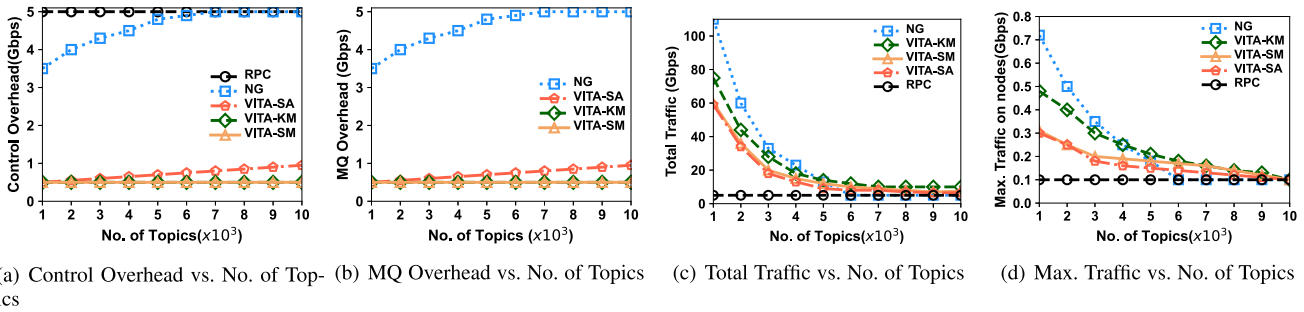 Control Overhead(Gbps)
5
4
3
2
1
0
RPC
NG
VITA-SA
VITA-KM
VITA-SM
1 2 3 4 5 6 7 8 9 10
No. of Topics(x10³)
(a) Control Overhead vs. No. of Top-
ics
MQ Overhead (Gbps)
5
4
3
2
1
0
NG
VITA-SA
VITA-KM
VITA-SM
1 2 3 4 5 6 7 8 9 10
No. of Topics (x10³)
(b) MQ Overhead vs. No. of Topics
Total Traffic (Gbps)
100
80
60
40
20
0
NG
VITA-KM
VITA-SM
VITA-SA
RPC
1 2 3 4 5 6 7 8 9 10
No. of Topics(x10³)
(c) Total Traffic vs. No. of Topics
Max. Traffic on nodes(Gbps)
0.8
0.7
0.6
0.5
0.4
0.3
0.2
0.1
0.0
NG
VITA-KM
VITA-SM
VITA-SA
RPC
1 2 3 4 5 6 7 8 9 10
No. of Topics(x10³)
(d) Max. Traffic vs. No. of Topics